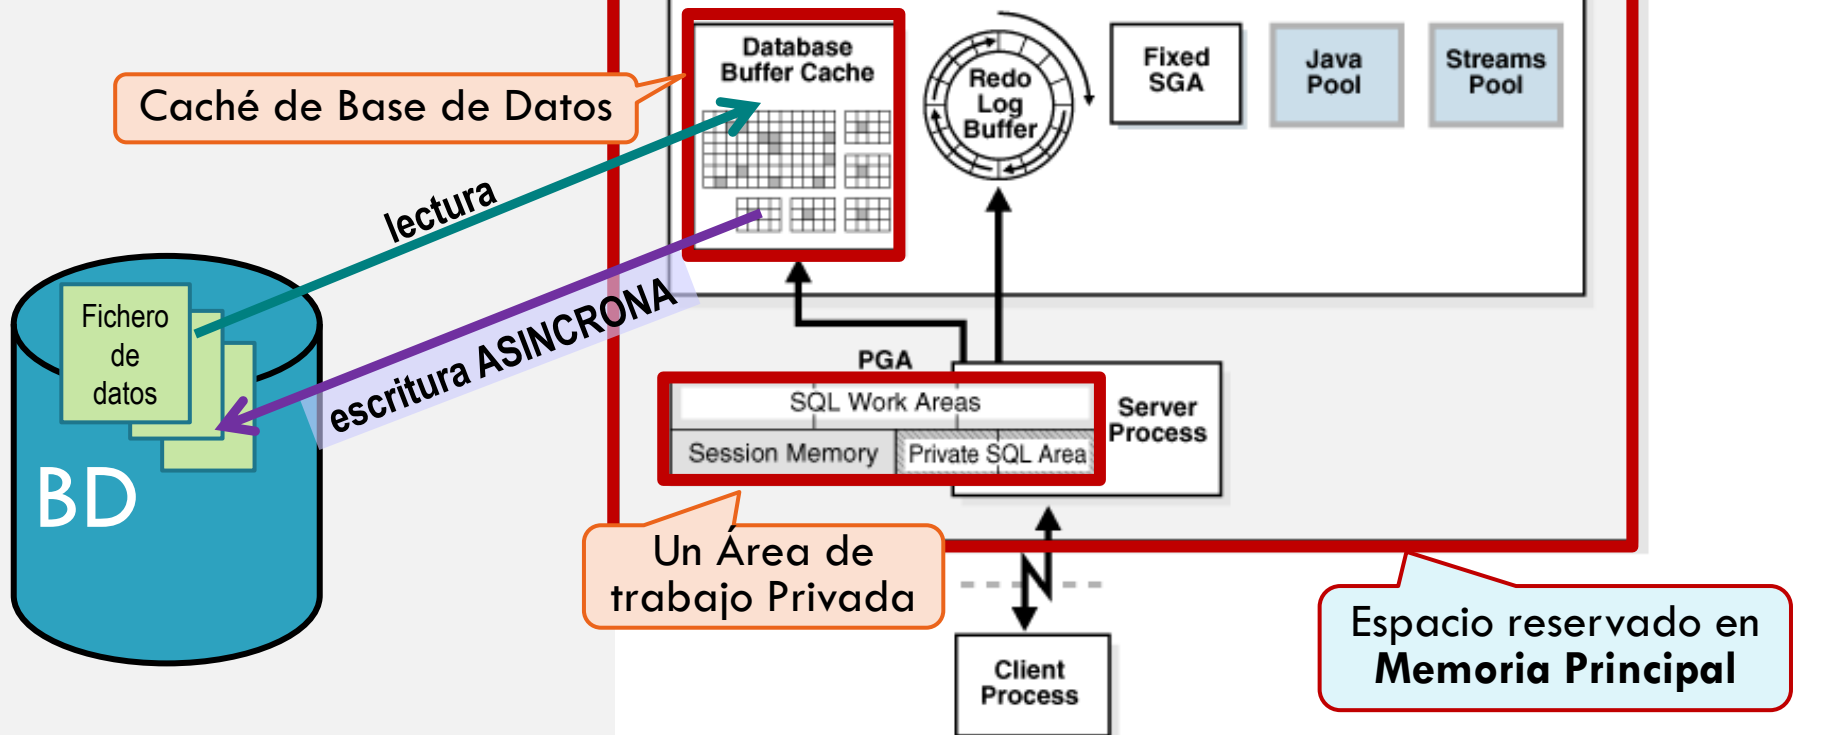 Database
Buffer Cache
Redo
Log
Buffer
Fixed
SGA
Java
Pool
Streams
Pool
Caché de Base de Datos
lectura
escritura ASINCRONA
Fichero
de
datos
BD
PGA
SQL Work Areas
Session Memory
Private SQL Area
Server
Process
Un Área de
trabajo Privada
Espacio reservado en
Memoria Principal
Client
Process